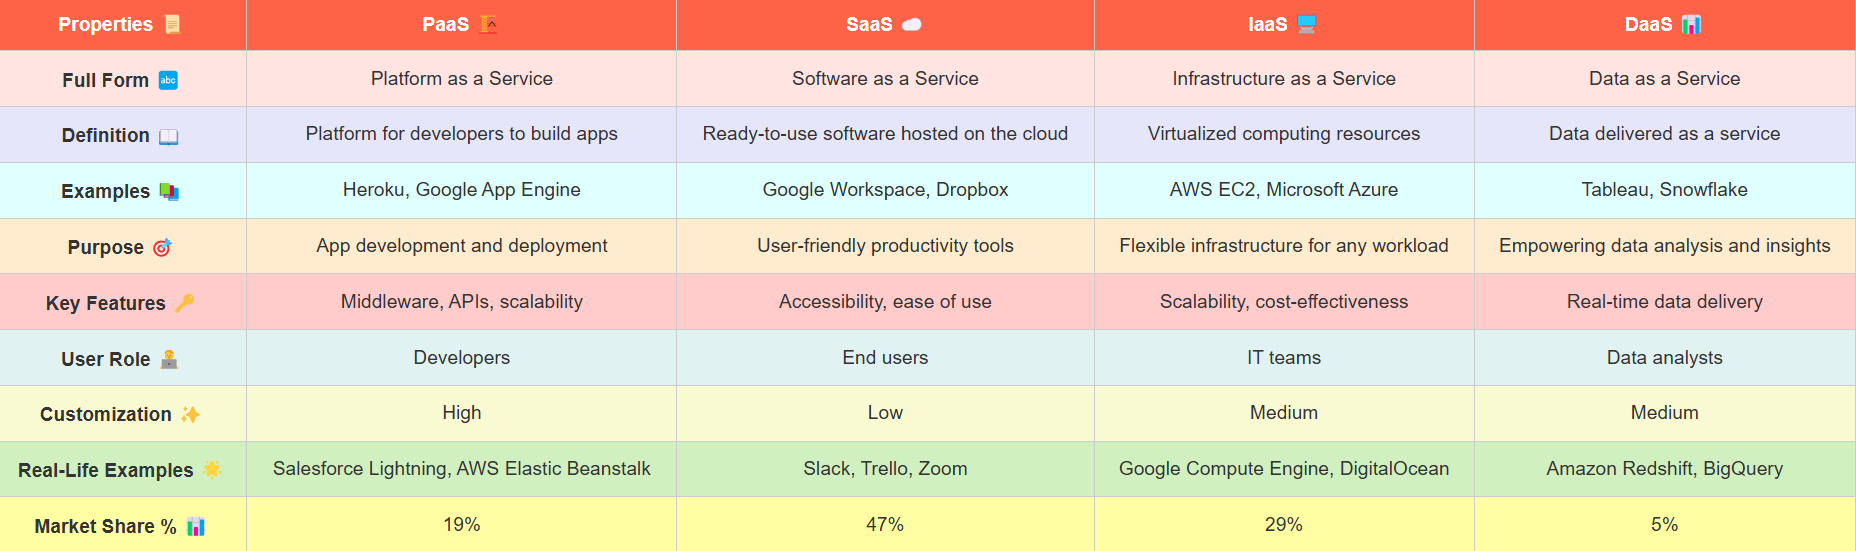 Properties 📜 PaaS 🏗️ SaaS ☁️ IaaS 🖥️ DaaS 📊
Full Form 🔤 Platform as a Service Software as a Service Infrastructure as a Service Data as a Service
Definition 📖 Platform for developers to build apps Ready-to-use software hosted on the cloud Virtualized computing resources Data delivered as a service
Examples 📚 Heroku, Google App Engine Google Workspace, Dropbox AWS EC2, Microsoft Azure Tableau, Snowflake
Purpose 🎯 App development and deployment User-friendly productivity tools Flexible infrastructure for any workload Empowering data analysis and insights
Key Features 🔑 Middleware, APIs, scalability Accessibility, ease of use Scalability, cost-effectiveness Real-time data delivery
User Role 🧑‍💻 Developers End users IT teams Data analysts
Customization ✨ High Low Medium Medium
Real-Life Examples 🌟 Salesforce Lightning, AWS Elastic Beanstalk Slack, Trello, Zoom Google Compute Engine, DigitalOcean Amazon Redshift, BigQuery
Market Share % 📊 19% 47% 29% 5%